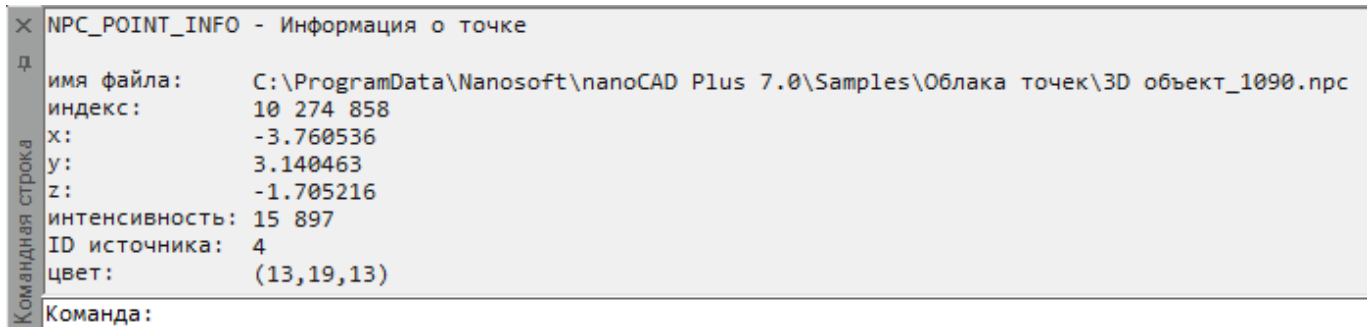 NPC_POINT_INFO - Информация о точке
имя файла: C:\ProgramData\Nanosoft\nanoCAD Plus 7.0\Samples\Облака точек\3D объект_1090.npc
индекс: 10 274 858
x: -3.760536
y: 3.140463
z: -1.705216
интенсивность: 15 897
ID источника: 4
цвет: (13,19,13)
Команда:
Командная строка